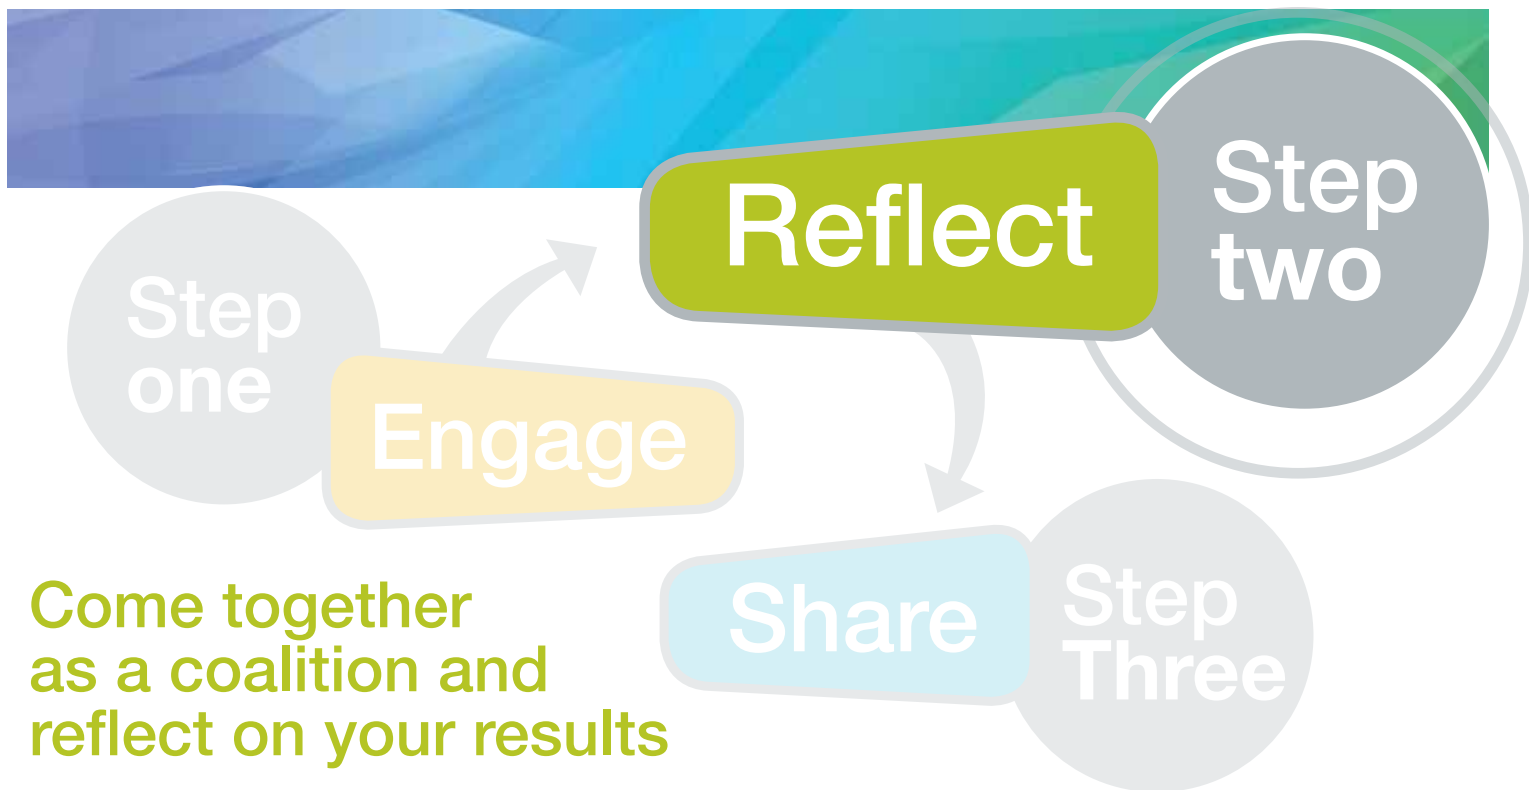 Reflect
Step
two
Step
one
Engage
Share
Step
Three
Come together
as a coalition and
reflect on your results